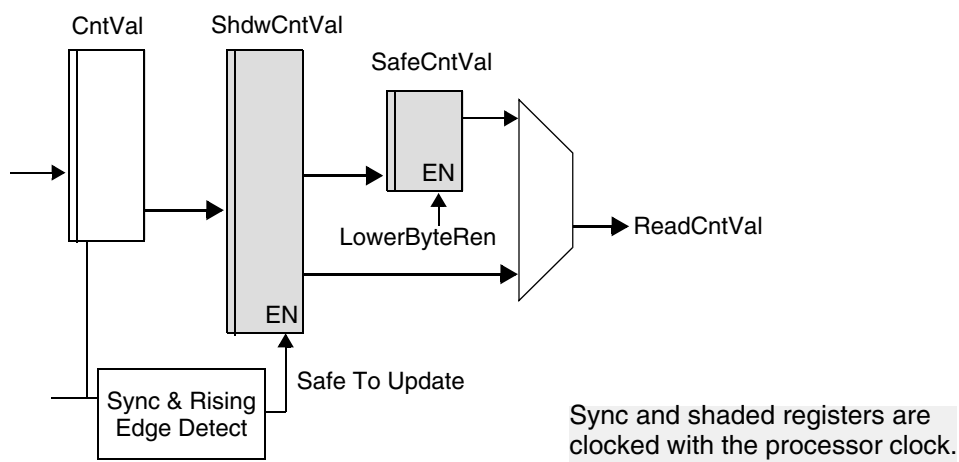 CntVal
ShdwCntVal
SafeCntVal
EN
LowerByteRen
ReadCntVal
EN
Safe To Update
Sync & Rising
Edge Detect
Sync and shaded registers are
clocked with the processor clock.